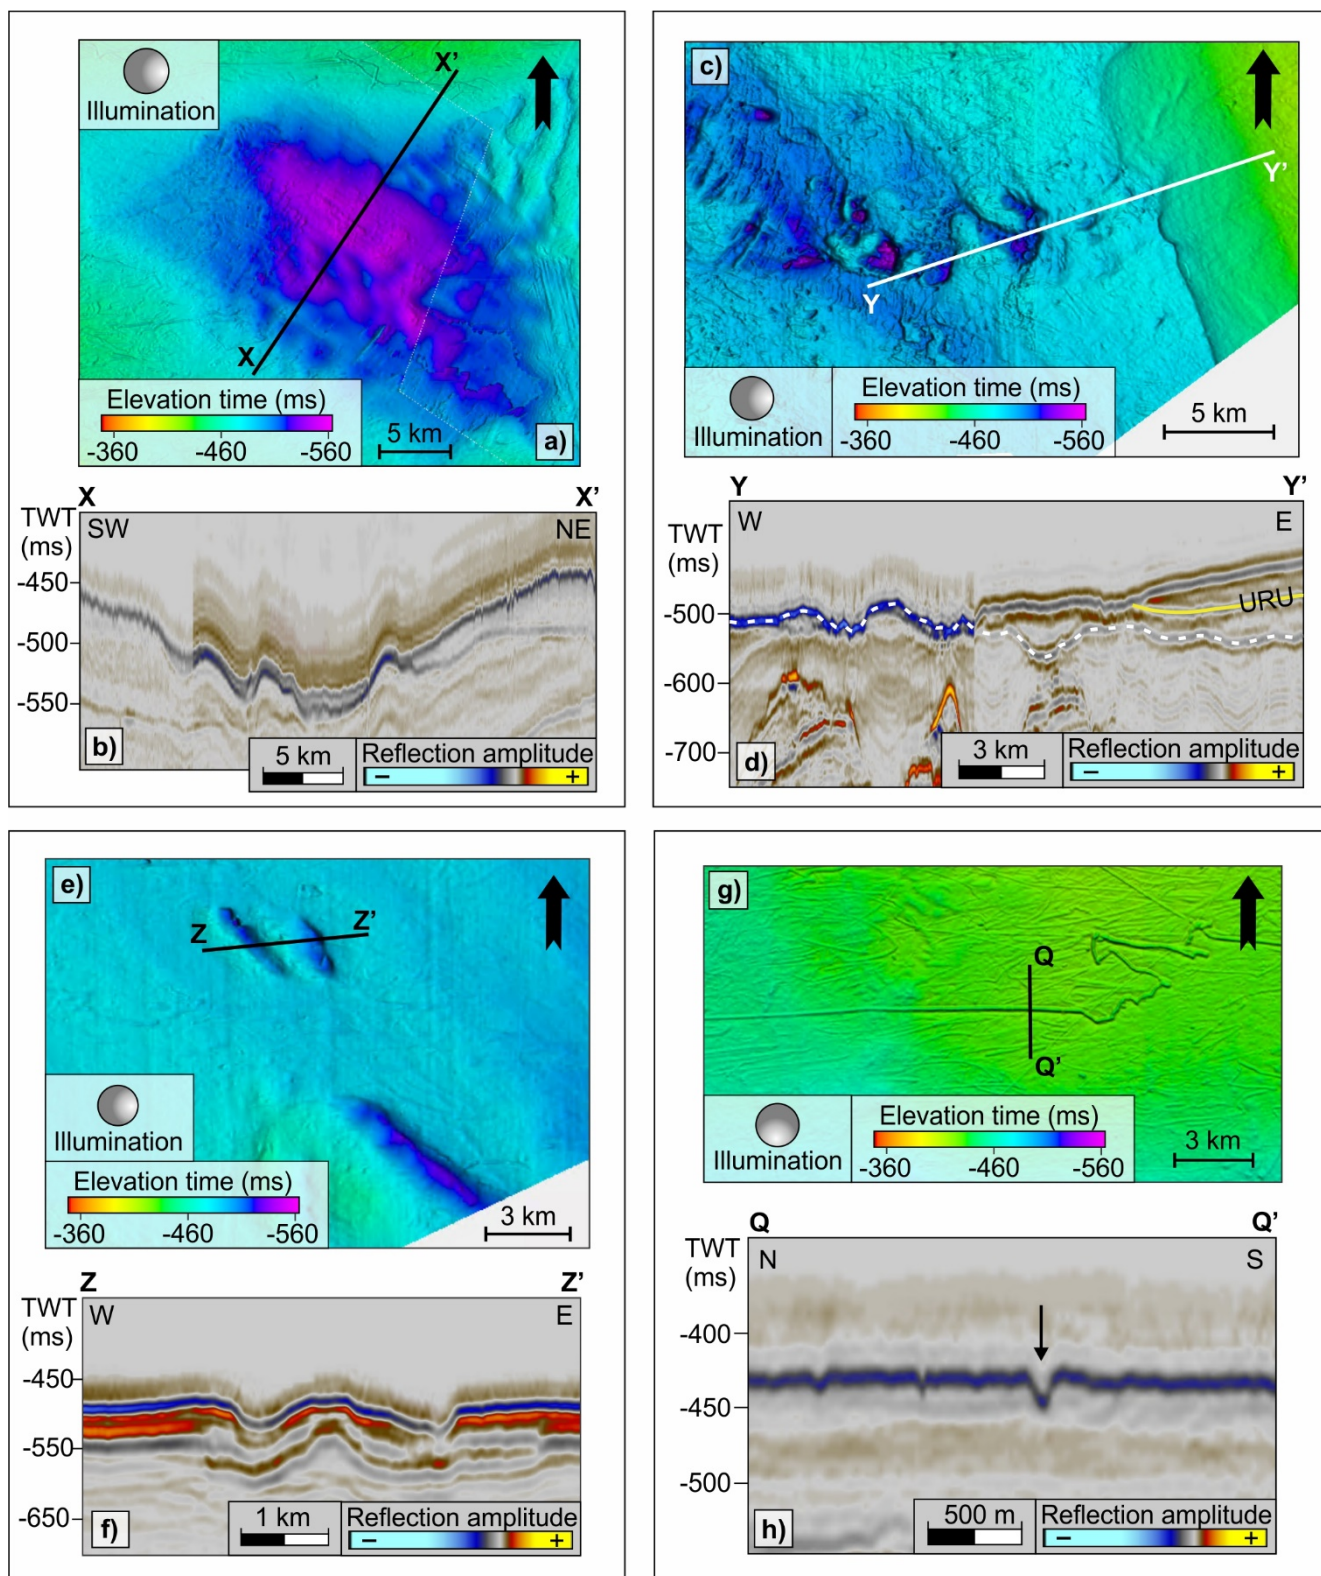 Illumination
X'
X
Elevation time (ms)
-360 -460 -560
5 km
a)
X X'
TWT
(ms)
SW NE
-450
-500
-550
b)
5 km
Reflection amplitude
− +
c)
Y'
Y
Illumination
Elevation time (ms)
-360 -460 -560
5 km
Y Y'
TWT
(ms)
W E
-500
-600
-700
URU
d)
3 km
Reflection amplitude
− +
e)
Z Z'
Illumination
Elevation time (ms)
-360 -460 -560
3 km
Z Z'
TWT
(ms)
W E
-450
-550
-650
f)
1 km
Reflection amplitude
− +
g)
Q
Q'
Illumination
Elevation time (ms)
-360 -460 -560
3 km
Q Q'
TWT
(ms)
N S
-400
-450
-500
h)
500 m
Reflection amplitude
− +